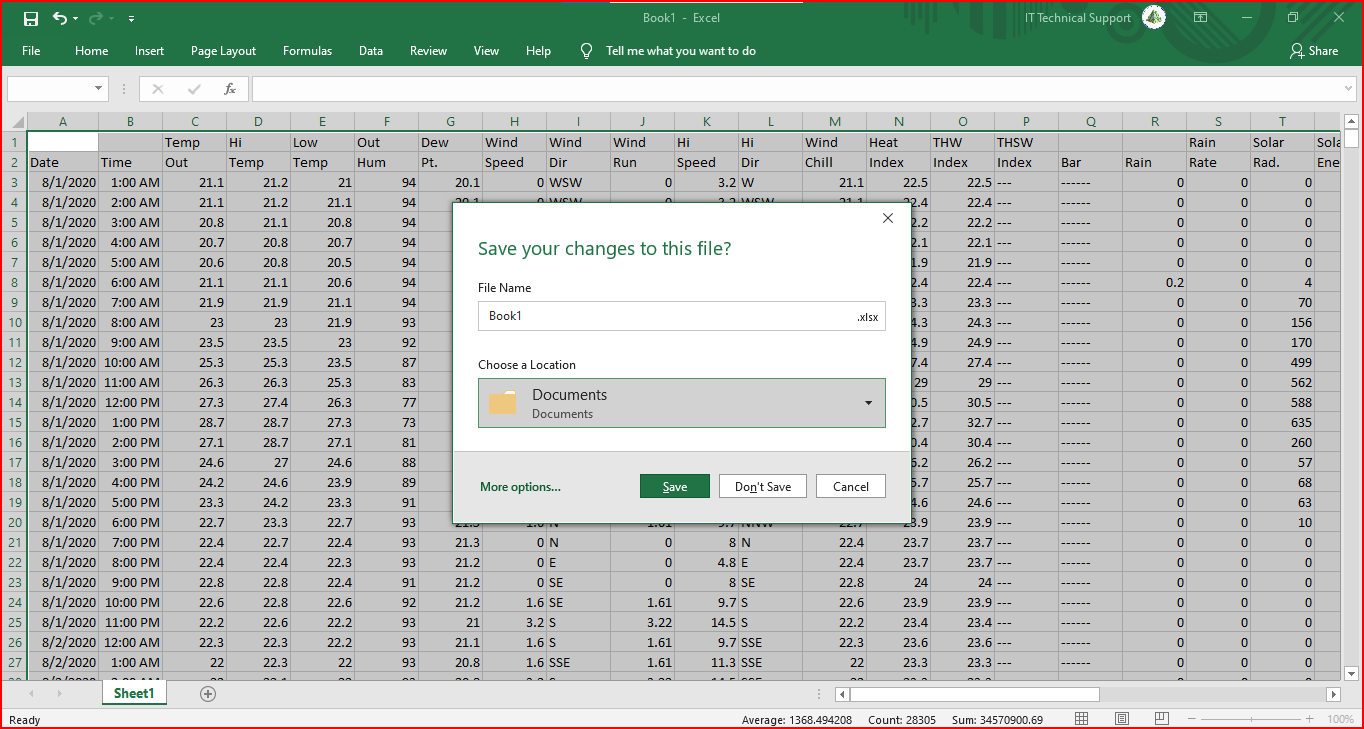 Book1 - Excel
IT Technical Support
File Home Insert Page Layout Formulas Data Review View Help Tell me what you want to do Share
fx
A B C D E F G H I J K L M N O P Q R S T
1 Temp Hi Low Out Dew Wind Wind Wind Hi Hi Wind Heat THW THSW Rain Solar Sola
2 Date Time Out Temp Temp Hum Pt. Speed Dir Run Speed Dir Chill Index Index Index Bar Rain Rate Rad. Ene
3 8/1/2020 1:00 AM 21.1 21.2 21 94 20.1 0 WSW 0 3.2 W 21.1 22.5 22.5 --- ------ 0 0 0
4 8/1/2020 2:00 AM 21.1 21.2 21.1 94 22.4 --- ------ 0 0 0
5 8/1/2020 3:00 AM 20.8 21.1 20.8 94 2.2 22.2 --- ------ 0 0 0
6 8/1/2020 4:00 AM 20.7 20.8 20.7 94 2.1 22.1 --- ------ 0 0 0
7 8/1/2020 5:00 AM 20.6 20.8 20.5 94 1.9 21.9 --- ------ 0 0 0
8 8/1/2020 6:00 AM 21.1 21.1 20.6 94 2.4 22.4 --- ------ 0.2 0 4
9 8/1/2020 7:00 AM 21.9 21.9 21.1 94 3.3 23.3 --- ------ 0 0 70
10 8/1/2020 8:00 AM 23 23 21.9 93 4.3 24.3 --- ------ 0 0 156
11 8/1/2020 9:00 AM 23.5 23.5 23 92 4.9 24.9 --- ------ 0 0 170
12 8/1/2020 10:00 AM 25.3 25.3 23.5 87 7.4 27.4 --- ------ 0 0 499
13 8/1/2020 11:00 AM 26.3 26.3 25.3 83 29 29 --- ------ 0 0 562
14 8/1/2020 12:00 PM 27.3 27.4 26.3 77 0.5 30.5 --- ------ 0 0 588
15 8/1/2020 1:00 PM 28.7 28.7 27.3 73 2.7 32.7 --- ------ 0 0 635
16 8/1/2020 2:00 PM 27.1 28.7 27.1 81 0.4 30.4 --- ------ 0 0 260
17 8/1/2020 3:00 PM 24.6 27 24.6 88 6.2 26.2 --- ------ 0 0 57
18 8/1/2020 4:00 PM 24.2 24.6 23.9 89 5.7 25.7 --- ------ 0 0 68
19 8/1/2020 5:00 PM 23.3 24.2 23.3 91 4.6 24.6 --- ------ 0 0 63
20 8/1/2020 6:00 PM 22.7 23.3 22.7 93 3.9 23.9 --- ------ 0 0 10
21 8/1/2020 7:00 PM 22.4 22.7 22.4 93 21.3 0 N 0 8 N 22.4 23.7 23.7 --- ------ 0 0 0
22 8/1/2020 8:00 PM 22.4 22.4 22.3 93 21.2 0 E 0 4.8 E 22.4 23.7 23.7 --- ------ 0 0 0
23 8/1/2020 9:00 PM 22.8 22.8 22.4 91 21.2 0 SE 0 8 SE 22.8 24 24 --- ------ 0 0 0
24 8/1/2020 10:00 PM 22.6 22.8 22.6 92 21.2 1.6 SE 1.61 9.7 S 22.6 23.9 23.9 --- ------ 0 0 0
25 8/1/2020 11:00 PM 22.2 22.6 22.2 93 21 3.2 S 3.22 14.5 S 22.2 23.4 23.4 --- ------ 0 0 0
26 8/2/2020 12:00 AM 22.3 22.3 22.2 93 21.1 1.6 S 1.61 9.7 SSE 22.3 23.6 23.6 --- ------ 0 0 0
27 8/2/2020 1:00 AM 22 22.3 22 93 20.8 1.6 SSE 1.61 11.3 SSE 22 23.3 23.3 --- ------ 0 0 0
Save your changes to this file?
File Name
Book1 .xlsx
Choose a Location
Documents
Documents
More options... Save Don't Save Cancel
Sheet1
Ready Average: 1368.494208 Count: 28305 Sum: 34570900.69 100%